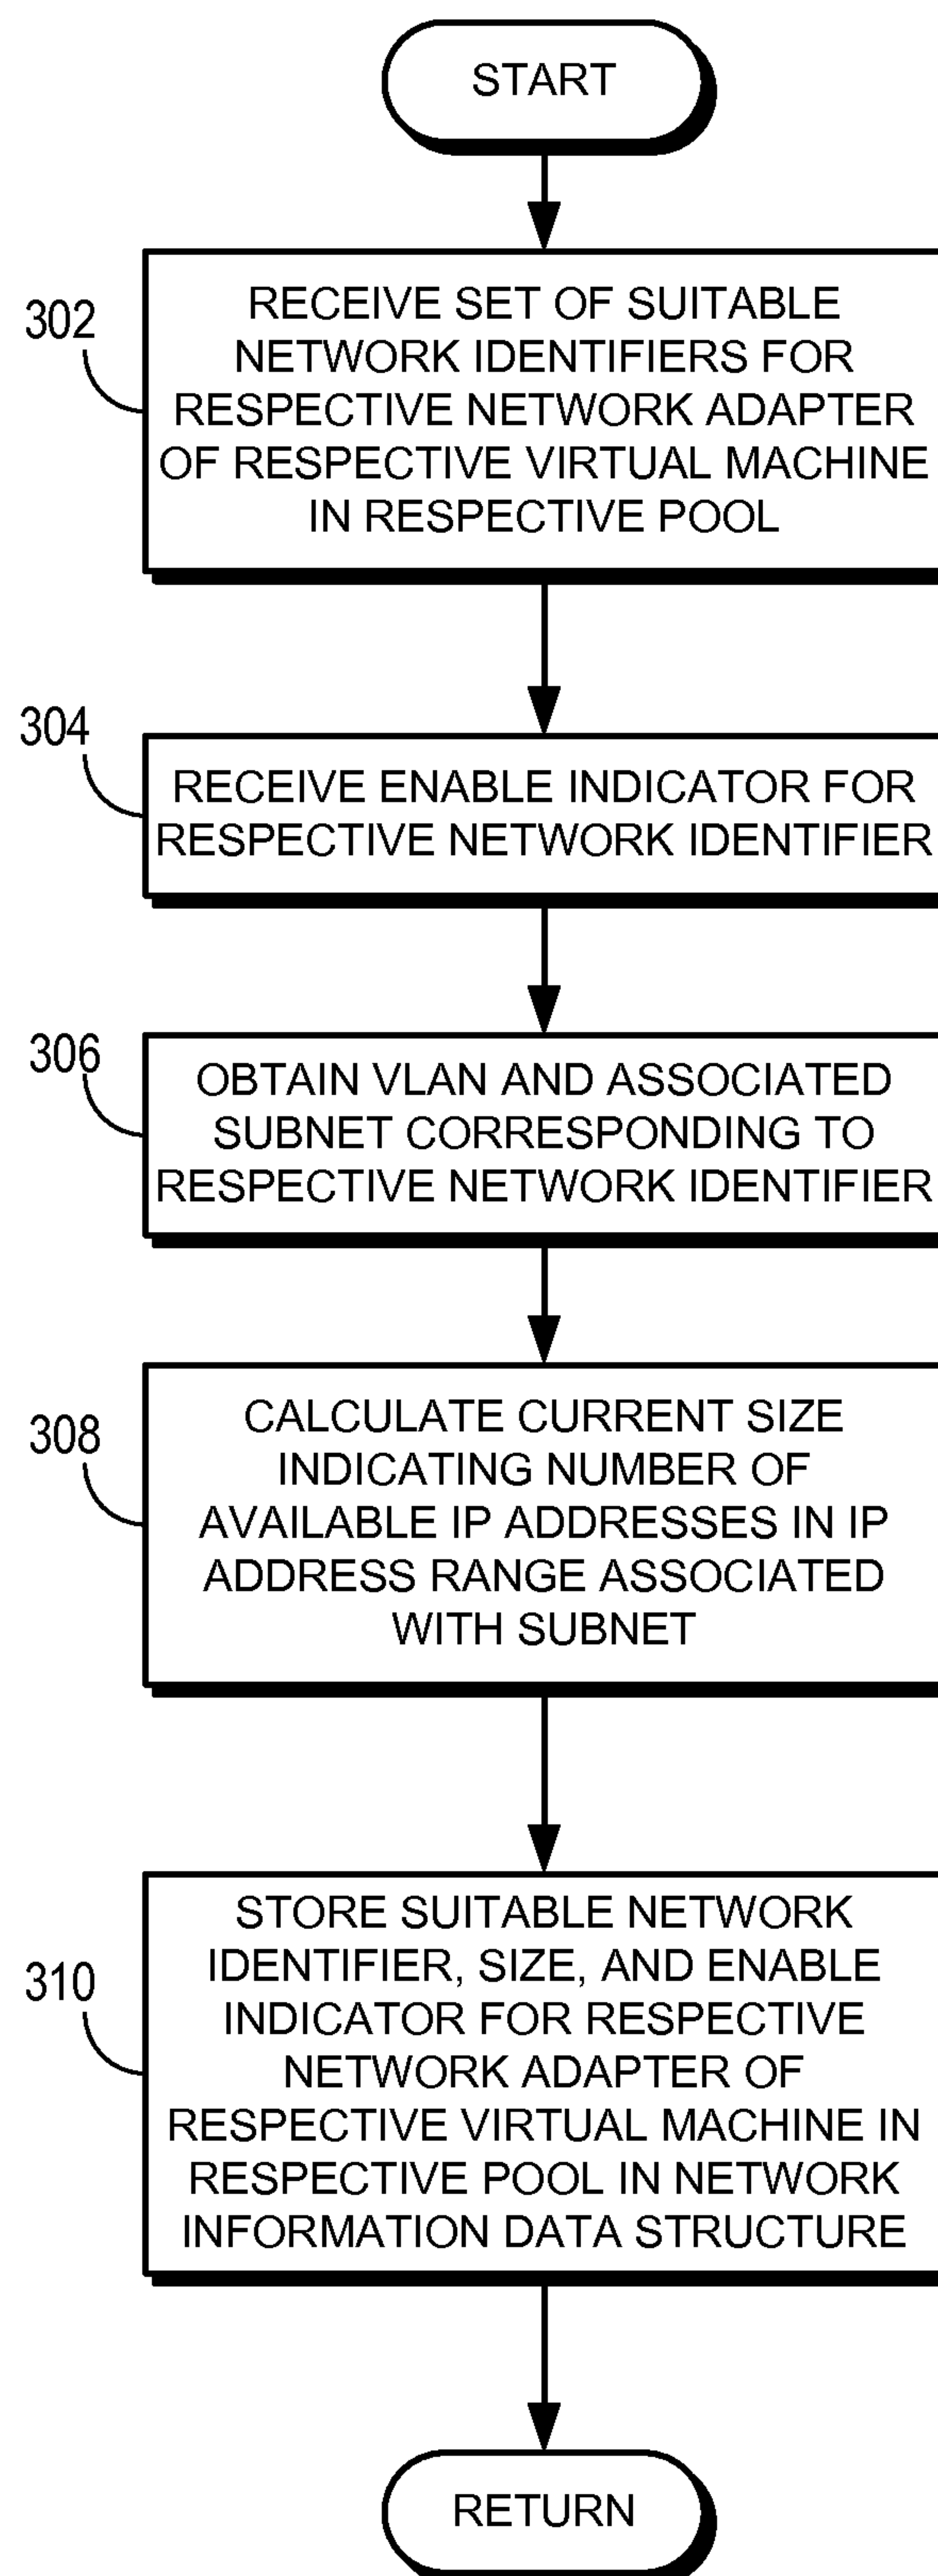 START
302
RECEIVE SET OF SUITABLE
NETWORK IDENTIFIERS FOR
RESPECTIVE NETWORK ADAPTER
OF RESPECTIVE VIRTUAL MACHINE
IN RESPECTIVE POOL
304
RECEIVE ENABLE INDICATOR FOR
RESPECTIVE NETWORK IDENTIFIER
306
OBTAIN VLAN AND ASSOCIATED
SUBNET CORRESPONDING TO
RESPECTIVE NETWORK IDENTIFIER
308
CALCULATE CURRENT SIZE
INDICATING NUMBER OF
AVAILABLE IP ADDRESSES IN IP
ADDRESS RANGE ASSOCIATED
WITH SUBNET
310
STORE SUITABLE NETWORK
IDENTIFIER, SIZE, AND ENABLE
INDICATOR FOR RESPECTIVE
NETWORK ADAPTER OF
RESPECTIVE VIRTUAL MACHINE IN
RESPECTIVE POOL IN NETWORK
INFORMATION DATA STRUCTURE
RETURN